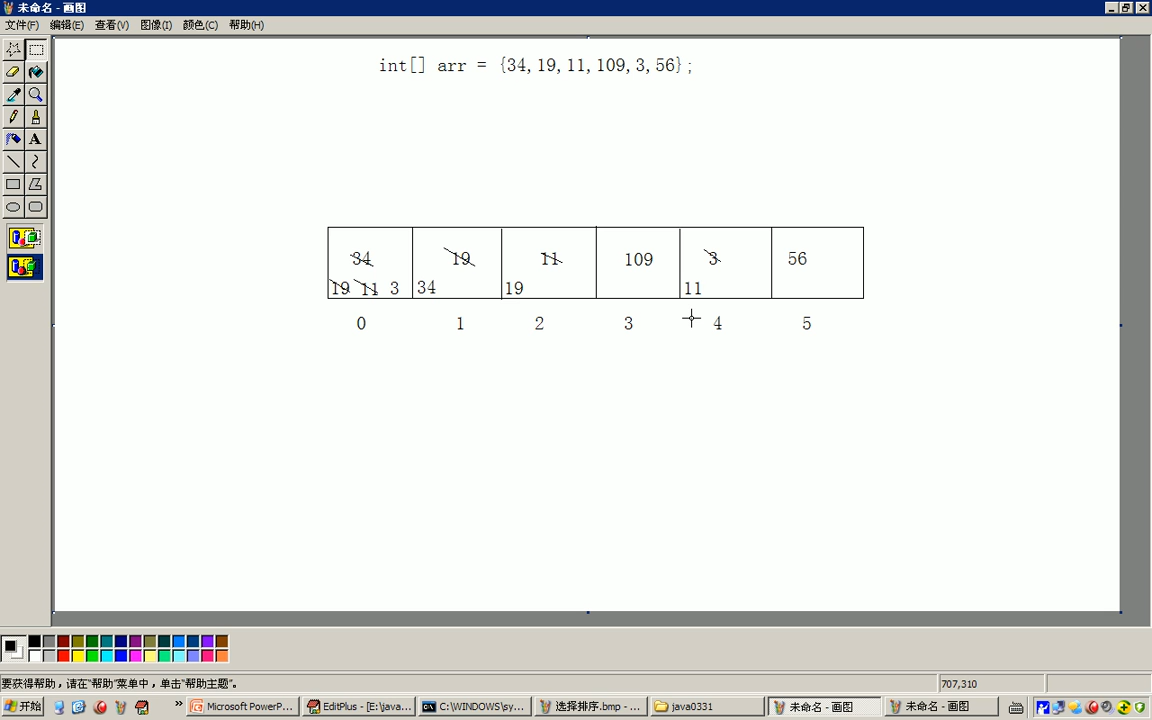 未命名 - 画图
文件(F) 编辑(E) 查看(V) 图像(I) 颜色(C) 帮助(H)
int[] arr = {34,19,11,109,3,56};
34 19 11 109 3 56
19 11 3 34 19 11
0 1 2 3 4 5
要获得帮助，请在“帮助”菜单中，单击“帮助主题”。 707,310
开始 » Microsoft PowerP... EditPlus - [E:\java... C:\WINDOWS\sy... 选择排序.bmp - ... java0331 未命名 - 画图 未命名 - 画图